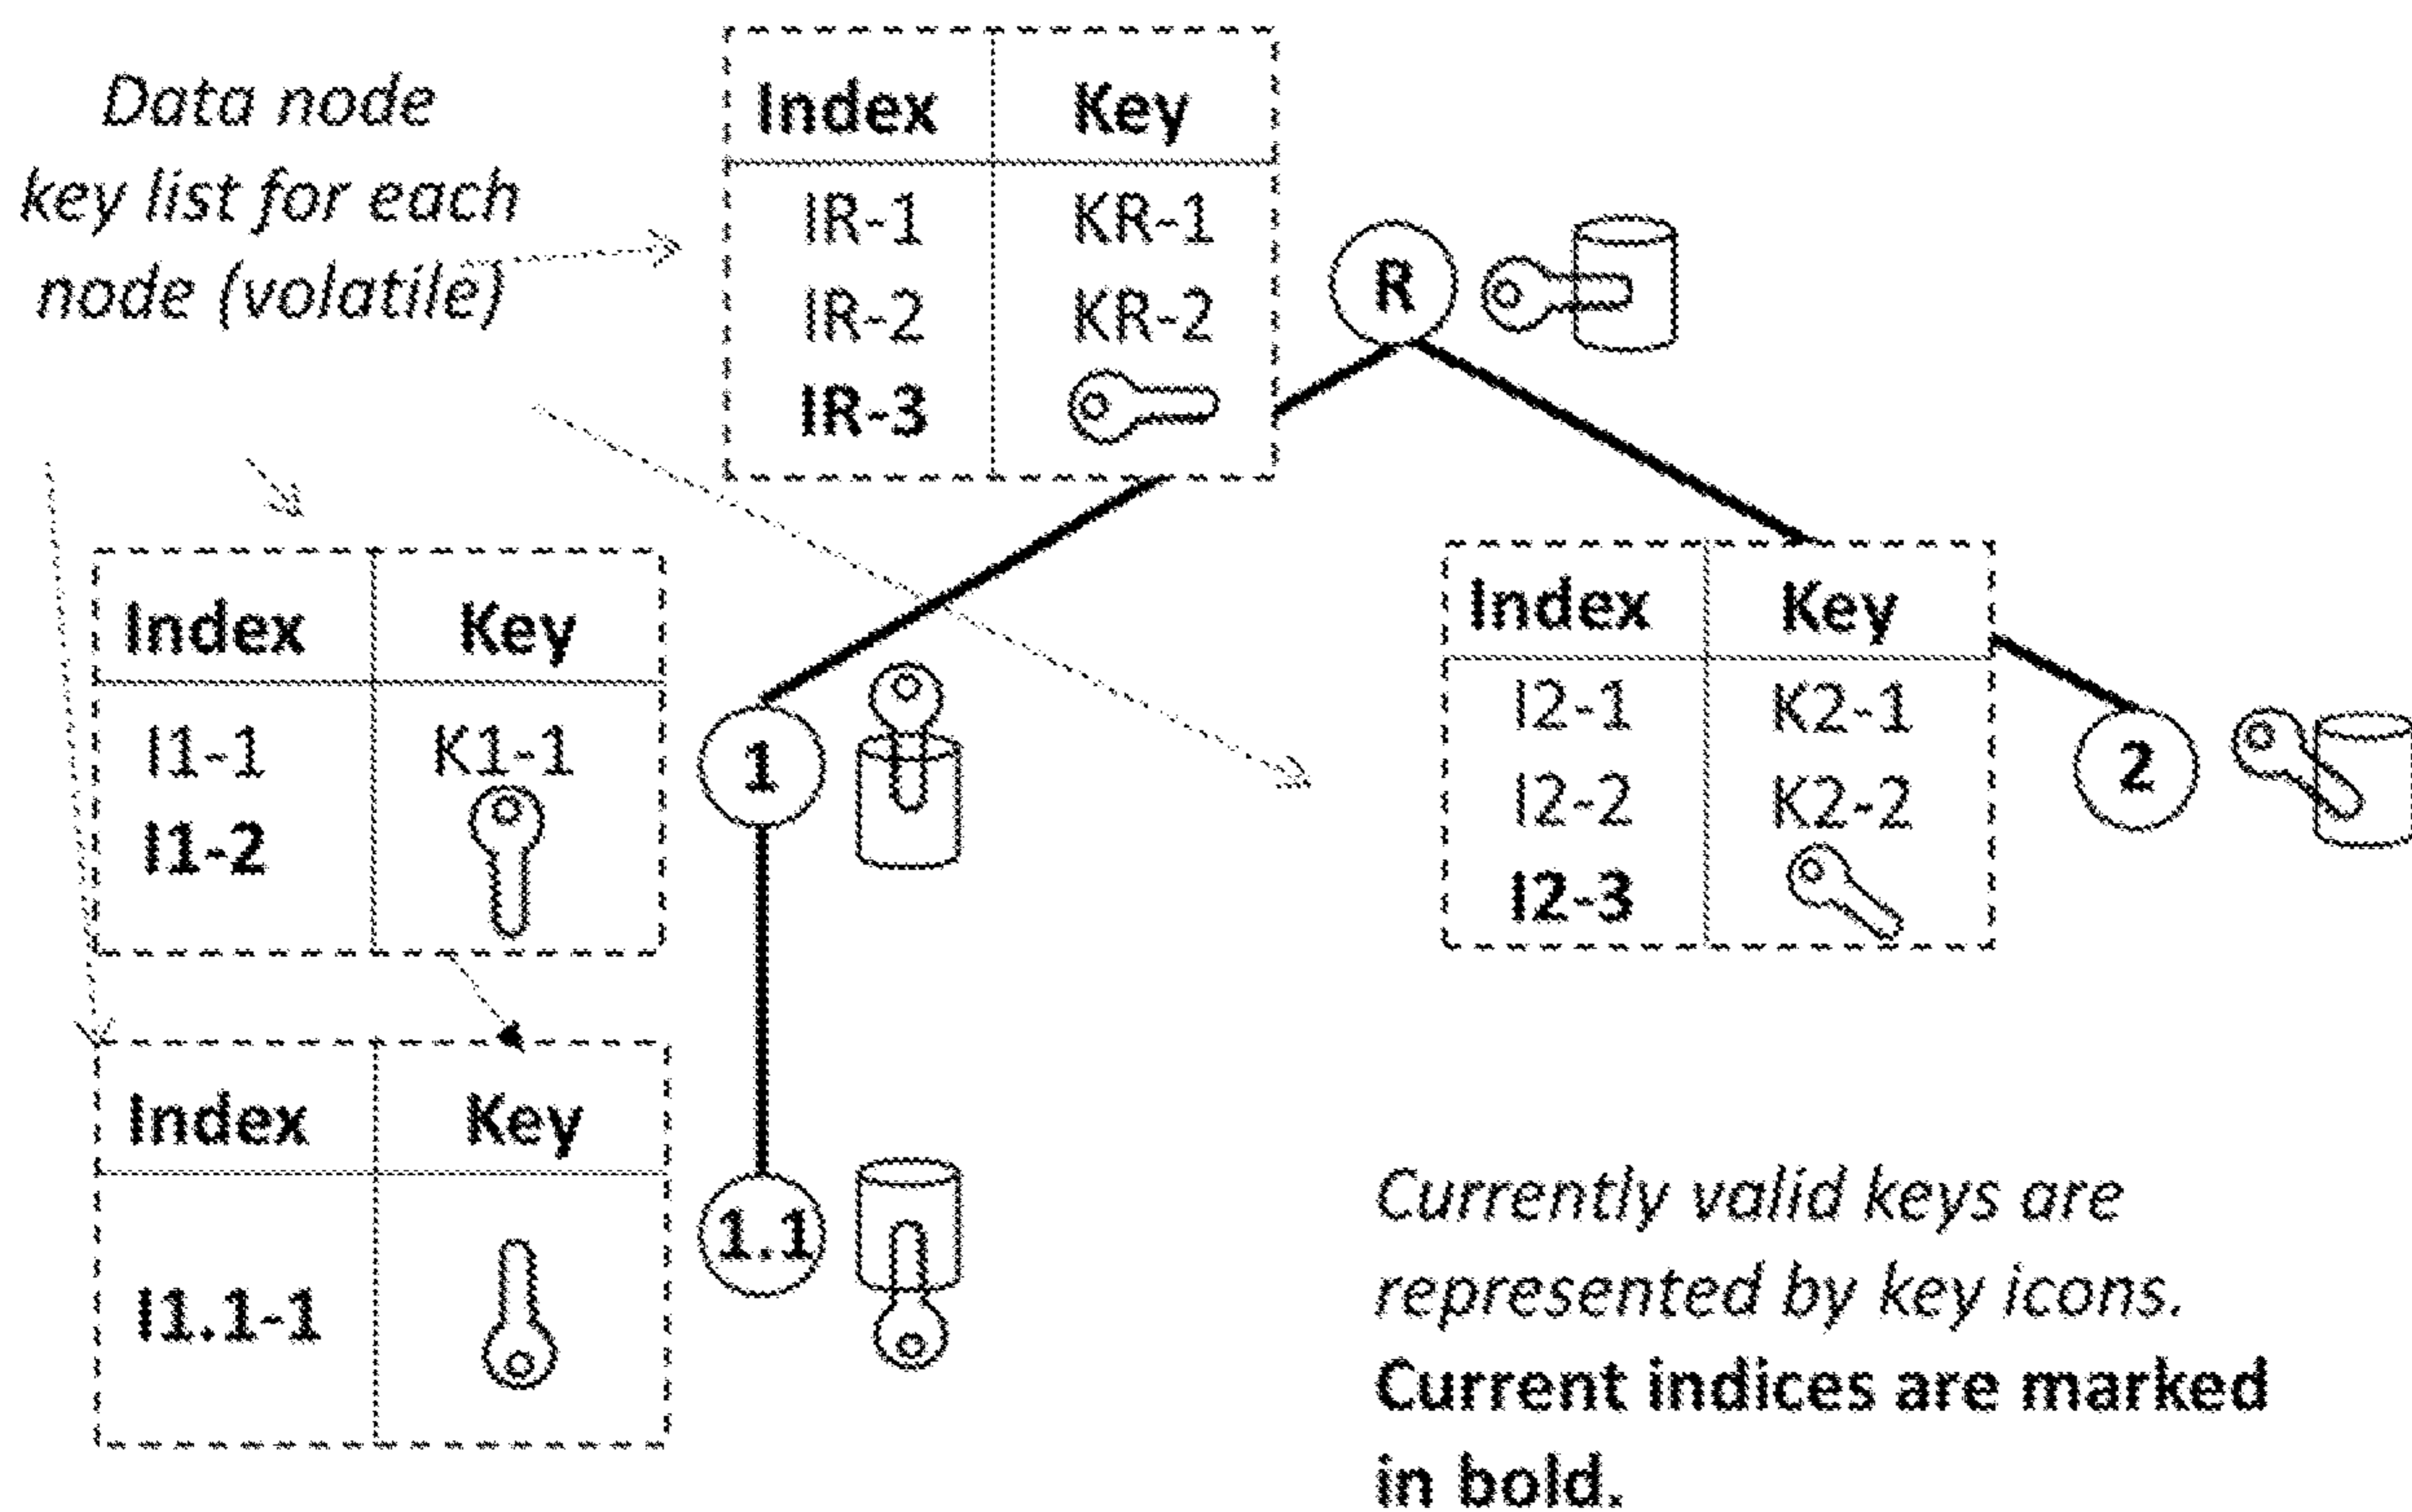 Data node
key list for each
node (volatile)
Index Key
IR-1 KR-1
IR-2 KR-2
IR-3
R
Index Key
I1-1 K1-1
I1-2
1
Index Key
I2-1 K2-1
I2-2 K2-2
I2-3
2
Index Key
I1.1-1
1.1
Currently valid keys are
represented by key icons.
Current indices are marked
in bold.